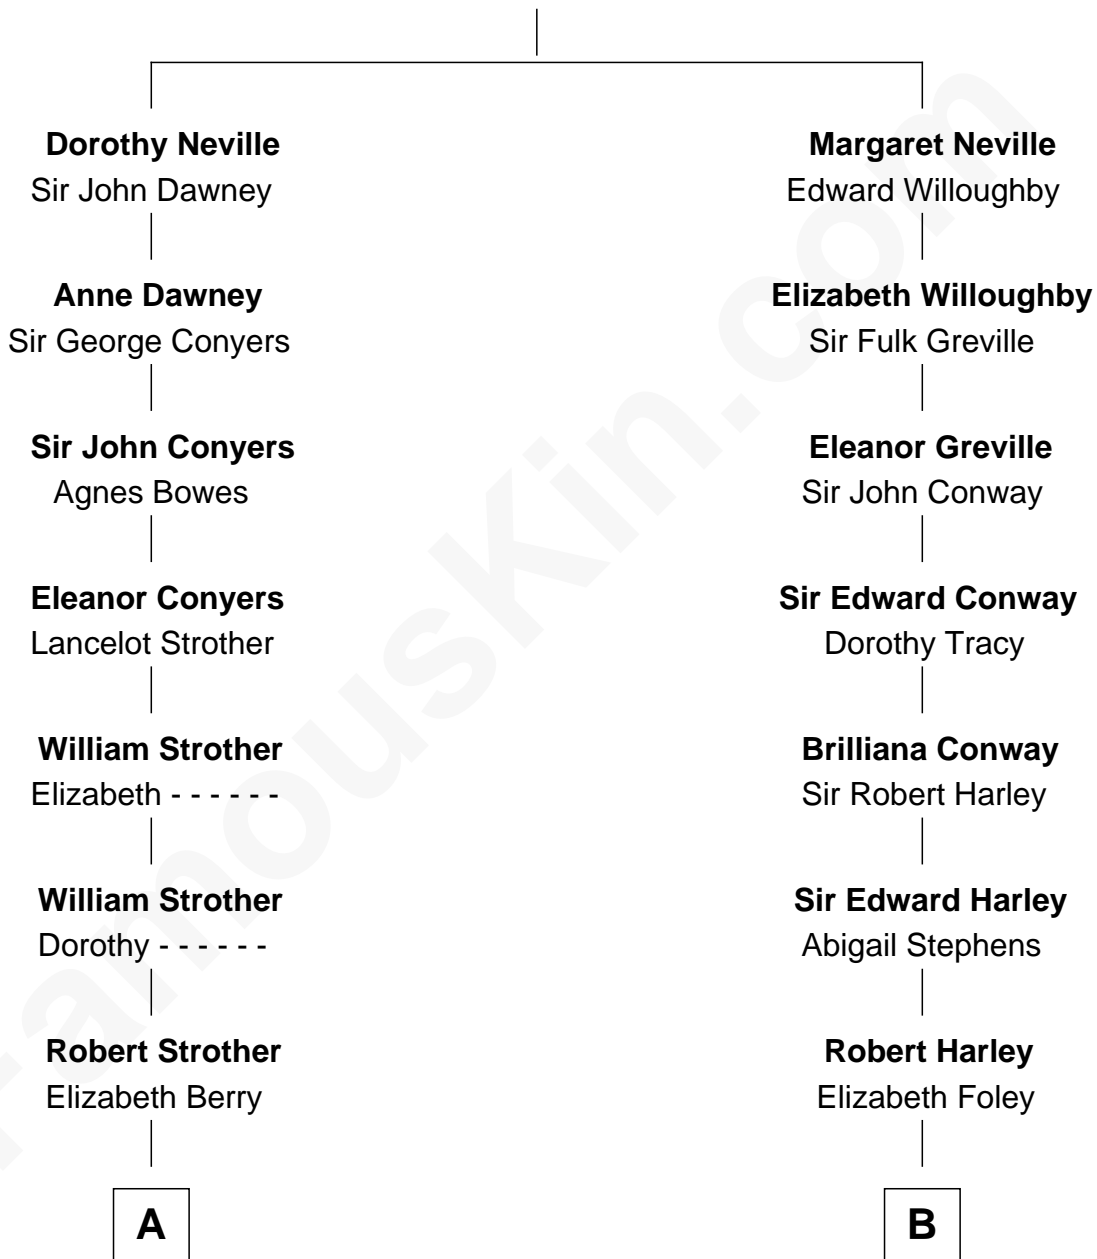 Dorothy Neville
Sir John Dawney
Anne Dawney
Sir George Conyers
Sir John Conyers
Agnes Bowes
Eleanor Conyers
Lancelot Strother
William Strother
Elizabeth - - - - - -
William Strother
Dorothy - - - - - -
Robert Strother
Elizabeth Berry
A
Margaret Neville
Edward Willoughby
Elizabeth Willoughby
Sir Fulk Greville
Eleanor Greville
Sir John Conway
Sir Edward Conway
Dorothy Tracy
Brilliana Conway
Sir Robert Harley
Sir Edward Harley
Abigail Stephens
Robert Harley
Elizabeth Foley
B
FamousKin.com